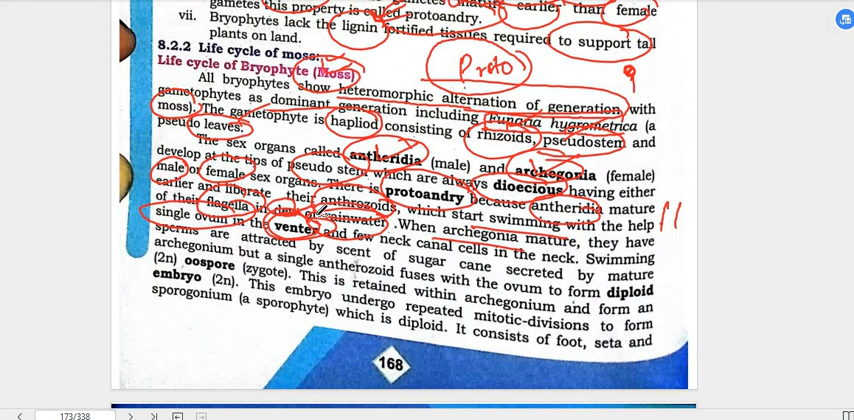 gametes this property is called protoandry. mature earlier than female
vii. Bryophytes lack the lignin fortified tissues required to support tall
plants on land.
8.2.2 Life cycle of moss:
Life cycle of Bryophyte (Moss)
Proto
All bryophytes show heteromorphic alternation of generation, with
gametophytes as dominant generation including Funaria hygrometrica (a
moss). The gametophyte is hapliod consisting of rhizoids, pseudostem and
pseudo leaves.
The sex organs called antheridia (male) and archegonia (female)
develop at the tips of pseudo stem which are always dioecious having either
male or female sex organs. There is protoandry because antheridia mature
earlier and liberate their anthrozoids, which start swimming with the help
of their flagella in or rainwater .When archegonia mature, they have
single ovum in the venter and few neck canal cells in the neck. Swimming
sperms are attracted by scent of sugar cane secreted by mature
archegonium but a single antherozoid fuses with the ovum to form diploid
(2n) oospore (zygote). This is retained within archegonium and form an
embryo (2n). This embryo undergo repeated mitotic-divisions to form
sporogonium (a sporophyte) which is diploid. It consists of foot, seta and
168
173/338